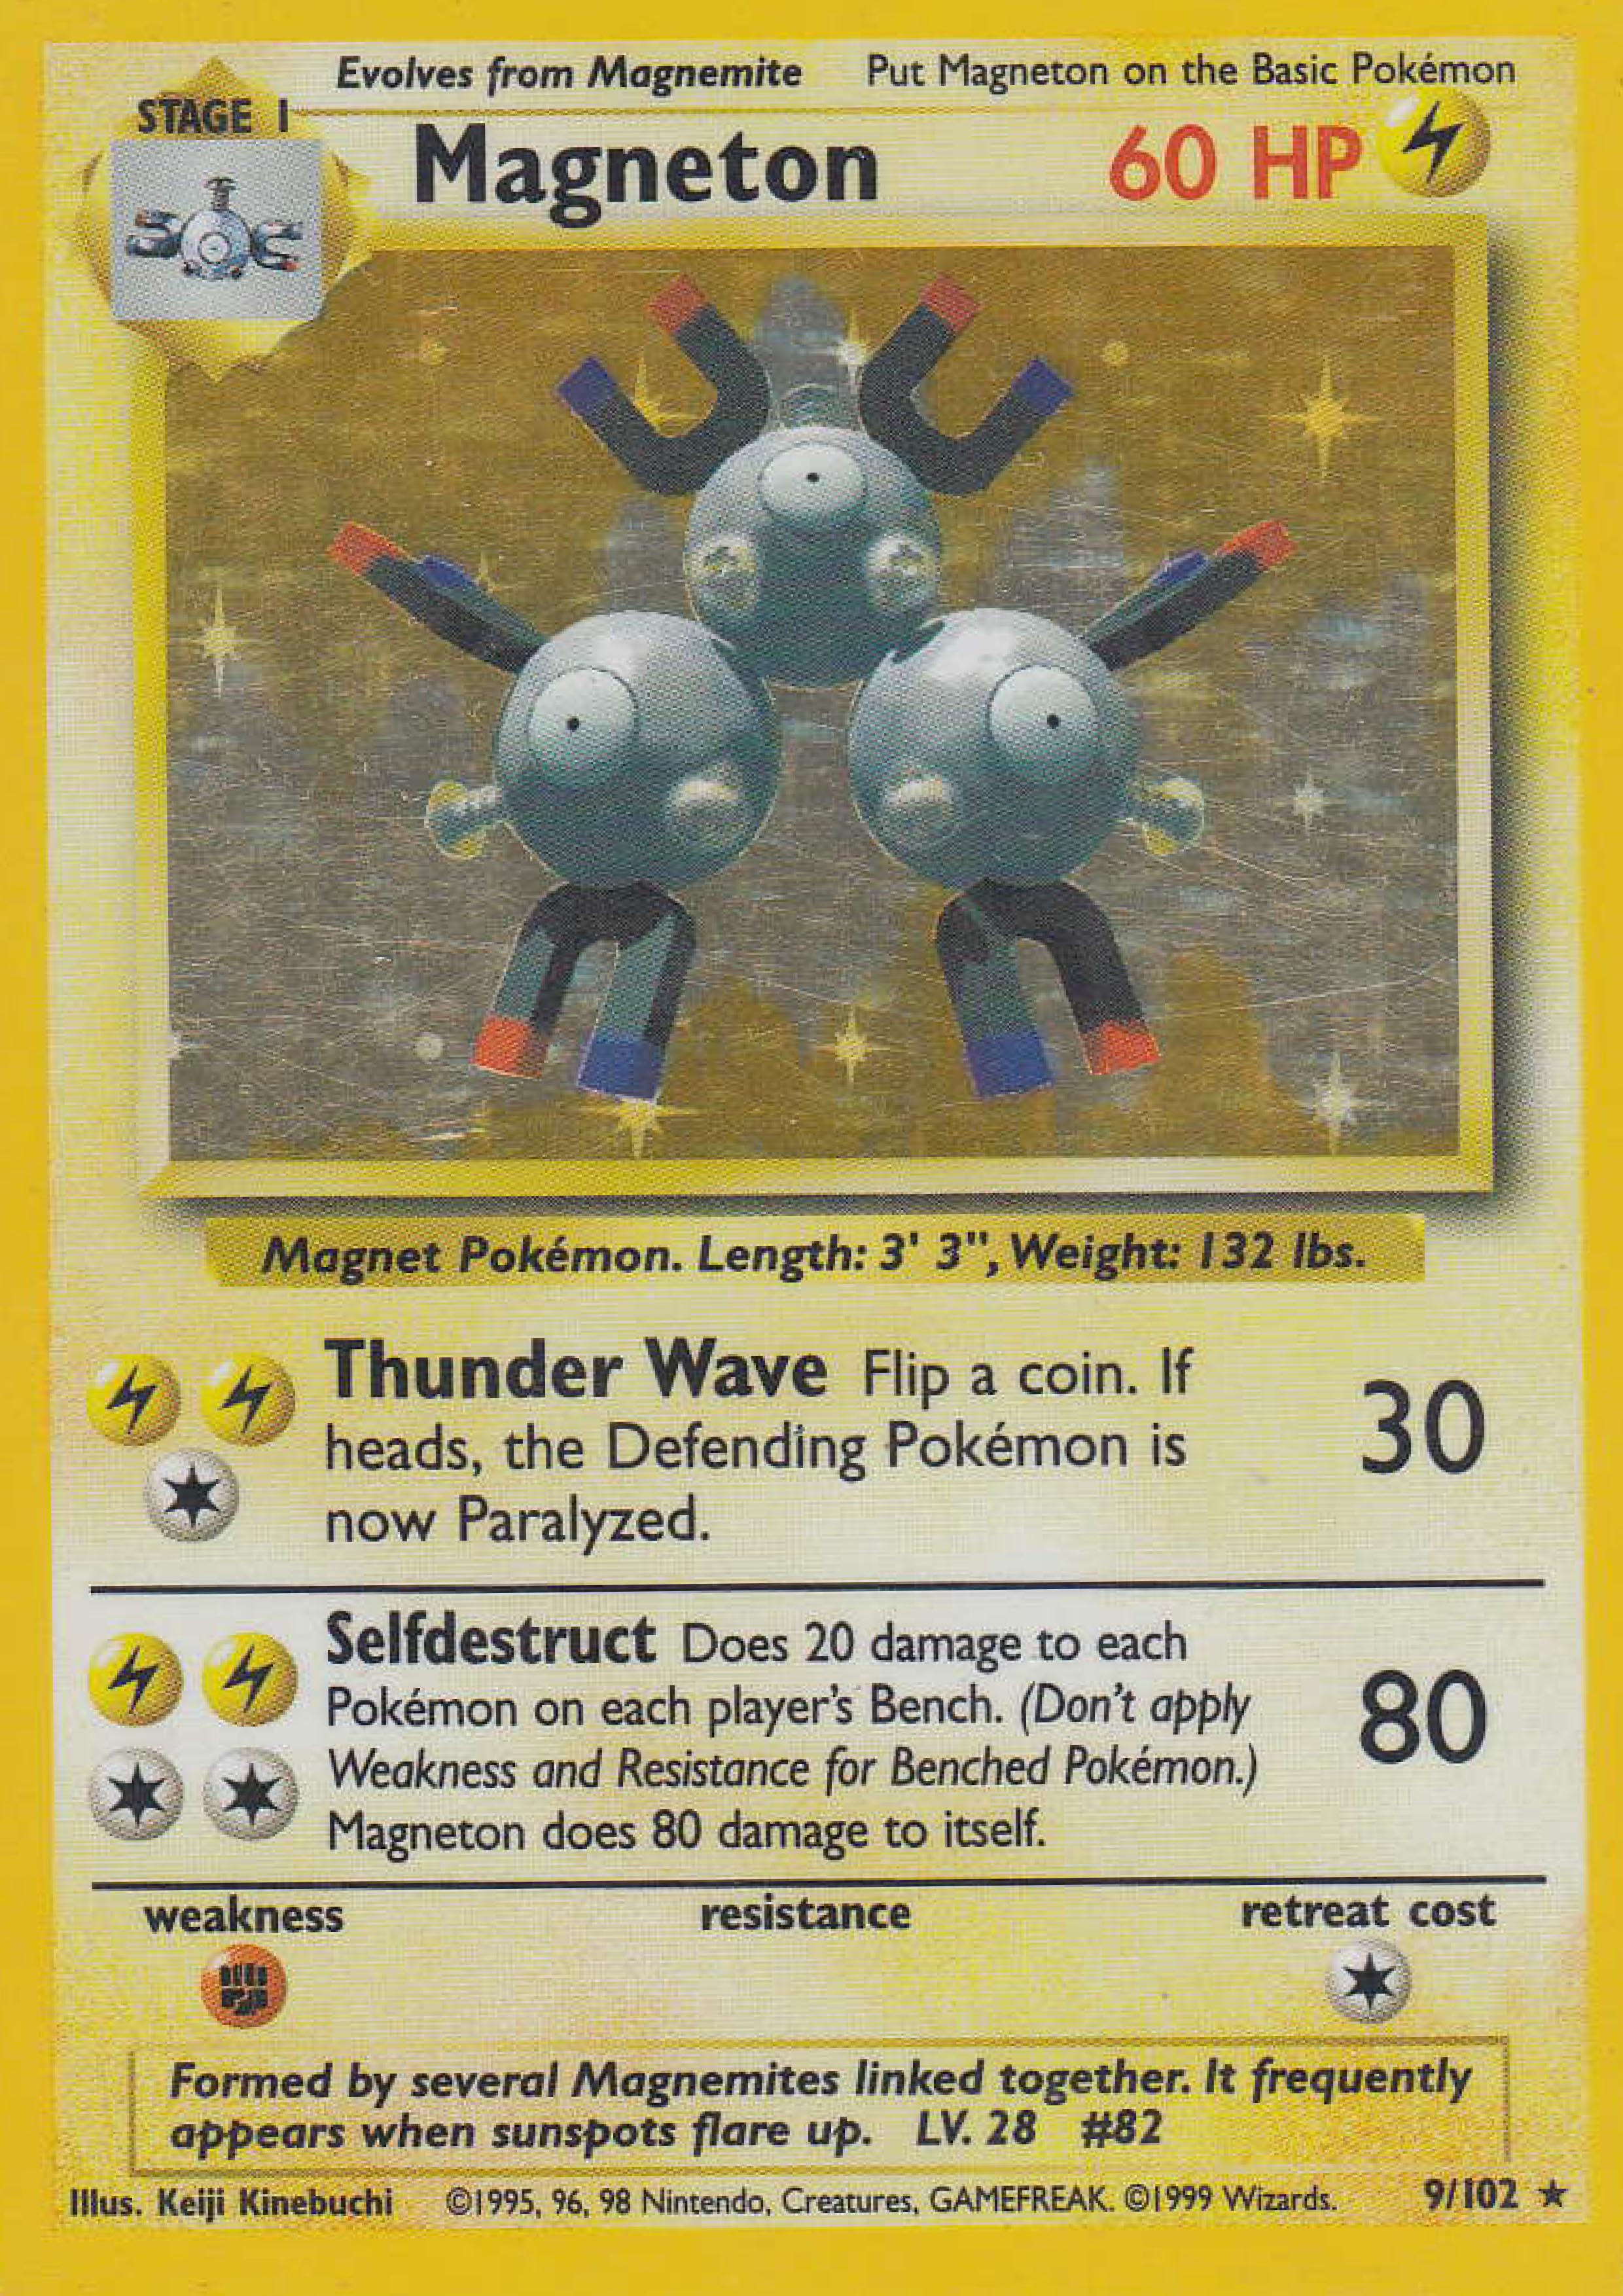 Evolves from Magnemite Put Magneton on the Basic Pokémon
STAGE 1
Magneton 60 HP
Magnet Pokémon. Length: 3' 3", Weight: 132 lbs.
Thunder Wave Flip a coin. If
heads, the Defending Pokémon is
now Paralyzed.
30
Selfdestruct Does 20 damage to each
Pokémon on each player's Bench. (Don't apply
Weakness and Resistance for Benched Pokémon.)
Magneton does 80 damage to itself.
80
weakness resistance retreat cost
Formed by several Magnemites linked together. It frequently
appears when sunspots flare up. LV. 28 #82
Illus. Keiji Kinebuchi ©1995, 96, 98 Nintendo, Creatures, GAMEFREAK. ©1999 Wizards. 9/102 ★